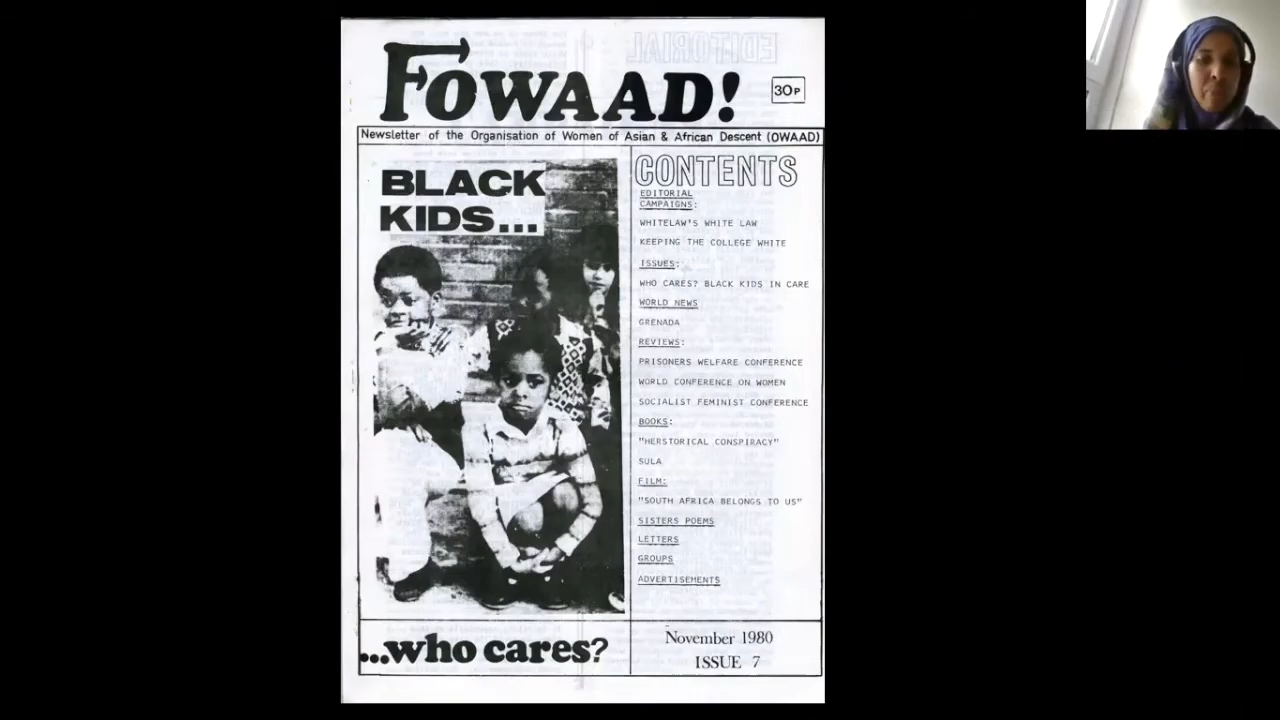 FOWAAD!
30P
Newsletter of the Organisation of Women of Asian & African Descent (OWAAD)
BLACK
KIDS...
...who cares?
CONTENTS
EDITORIAL
CAMPAIGNS:
WHITELAW'S WHITE LAW
KEEPING THE COLLEGE WHITE
ISSUES:
WHO CARES? BLACK KIDS IN CARE
WORLD NEWS
GRENADA
REVIEWS:
PRISONERS WELFARE CONFERENCE
WORLD CONFERENCE ON WOMEN
SOCIALIST FEMINIST CONFERENCE
BOOKS:
"HERSTORICAL CONSPIRACY"
SULA
FILM:
"SOUTH AFRICA BELONGS TO US"
SISTERS POEMS
LETTERS
GROUPS
ADVERTISEMENTS
November 1980
ISSUE 7
EDITORIAL